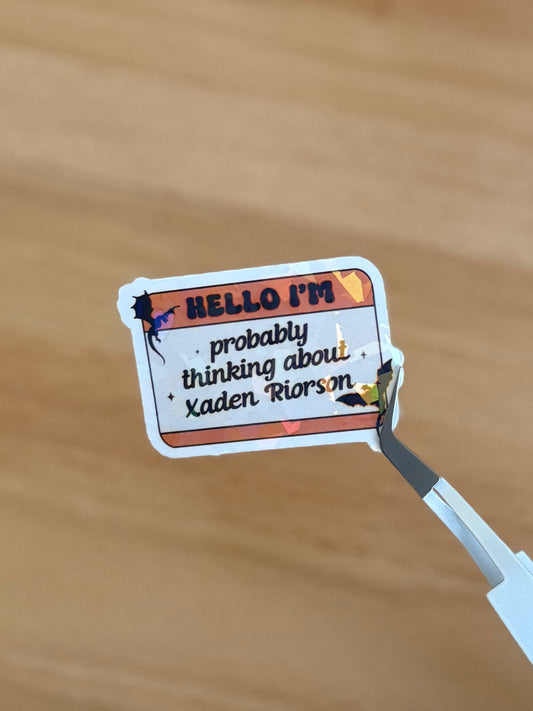 HELLO I'M
probably
thinking about
Xaden Riorson